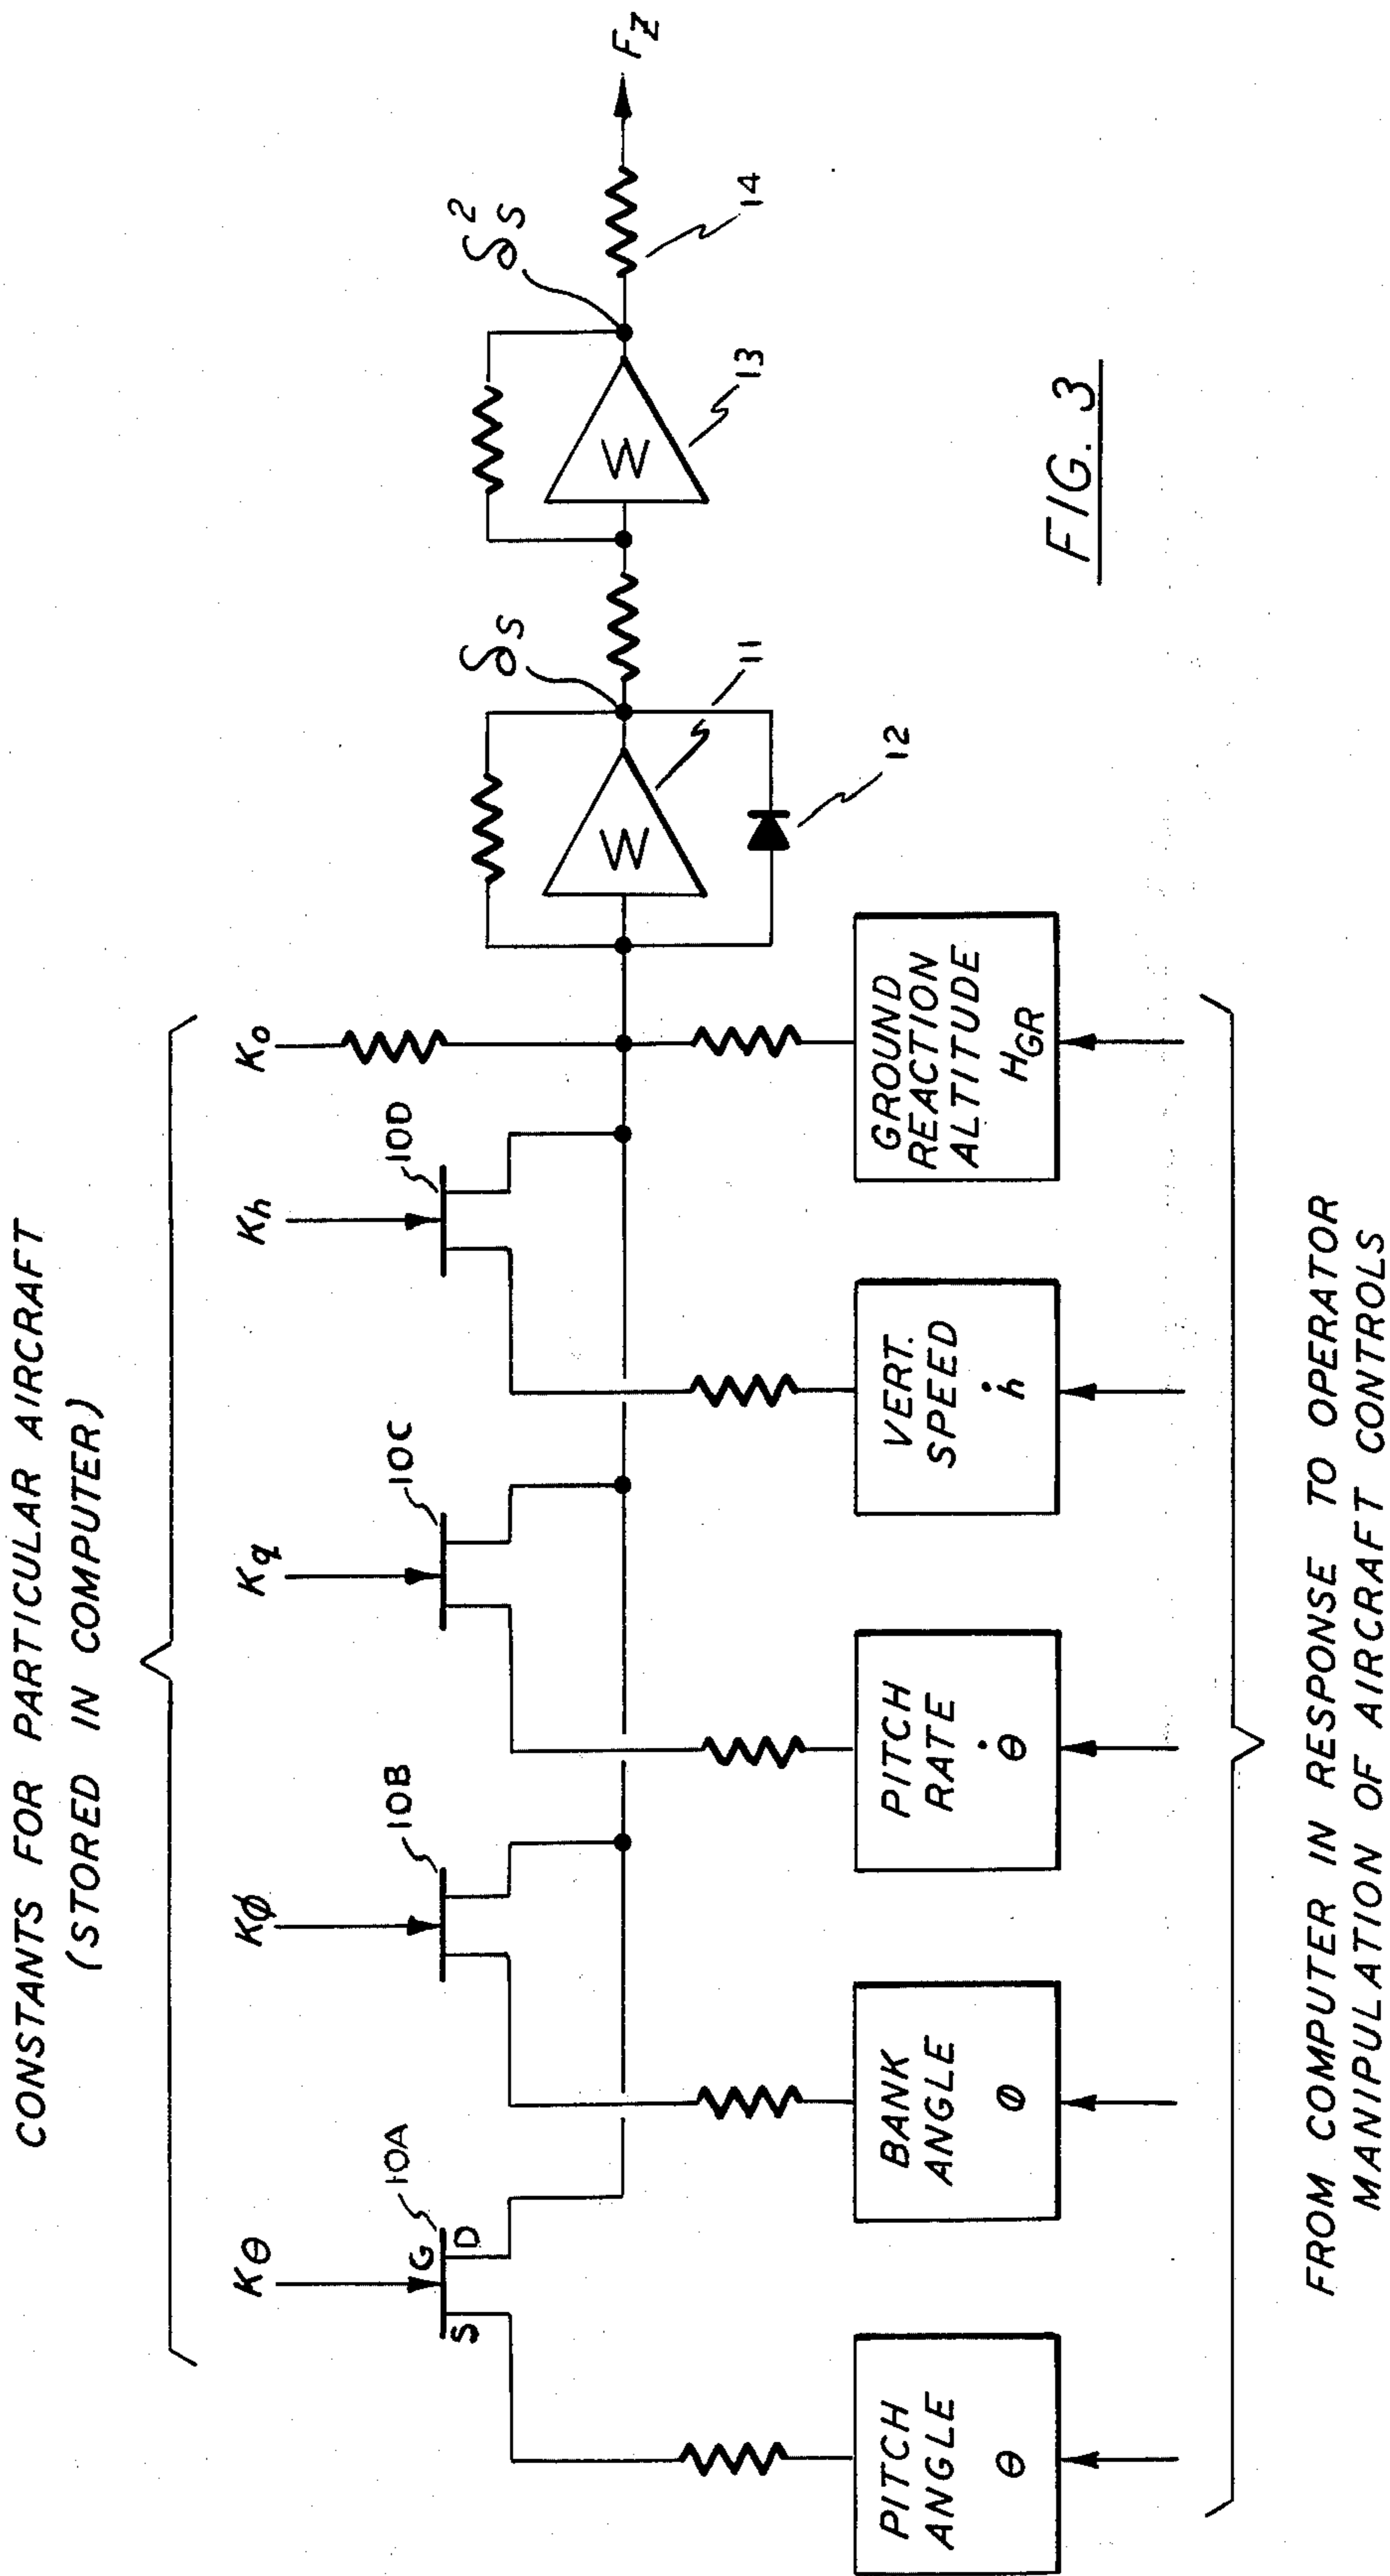 CONSTANTS FOR PARTICULAR AIRCRAFT
(STORED IN COMPUTER)
Kθ
Kφ
Kq
Kh
Ko
10A
10B
10C
10D
G
S
D
δs
δs²
W
W
11
12
13
14
Fz
PITCH
ANGLE
θ
BANK
ANGLE
Ø
PITCH
RATE
θ̇
VERT.
SPEED
ḣ
GROUND
REACTION
ALTITUDE
HGR
FROM COMPUTER IN RESPONSE TO OPERATOR
MANIPULATION OF AIRCRAFT CONTROLS
FIG. 3